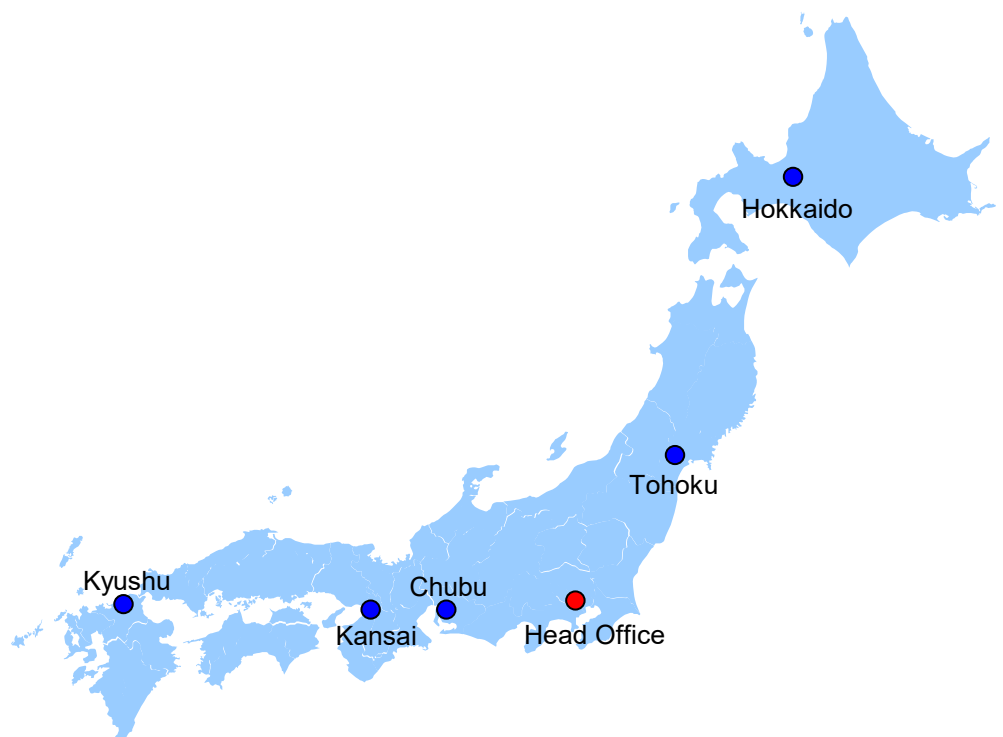 Hokkaido
Tohoku
Kyushu
Chubu
Kansai
Head Office